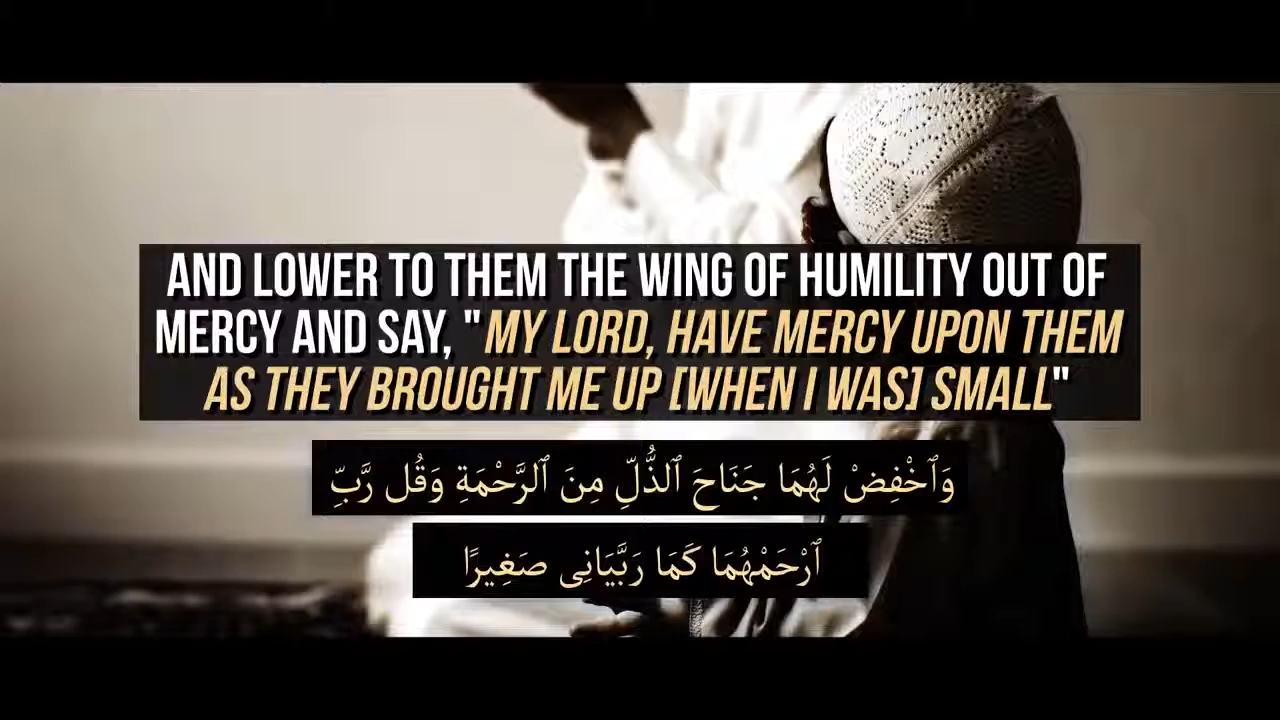 AND LOWER TO THEM THE WING OF HUMILITY OUT OF
MERCY AND SAY, "MY LORD, HAVE MERCY UPON THEM
AS THEY BROUGHT ME UP [WHEN I WAS] SMALL"
وَٱخْفِضْ لَهُمَا جَنَاحَ ٱلذُّلِّ مِنَ ٱلرَّحْمَةِ وَقُل رَّبِّ
ٱرْحَمْهُمَا كَمَا رَبَّيَانِى صَغِيرًا